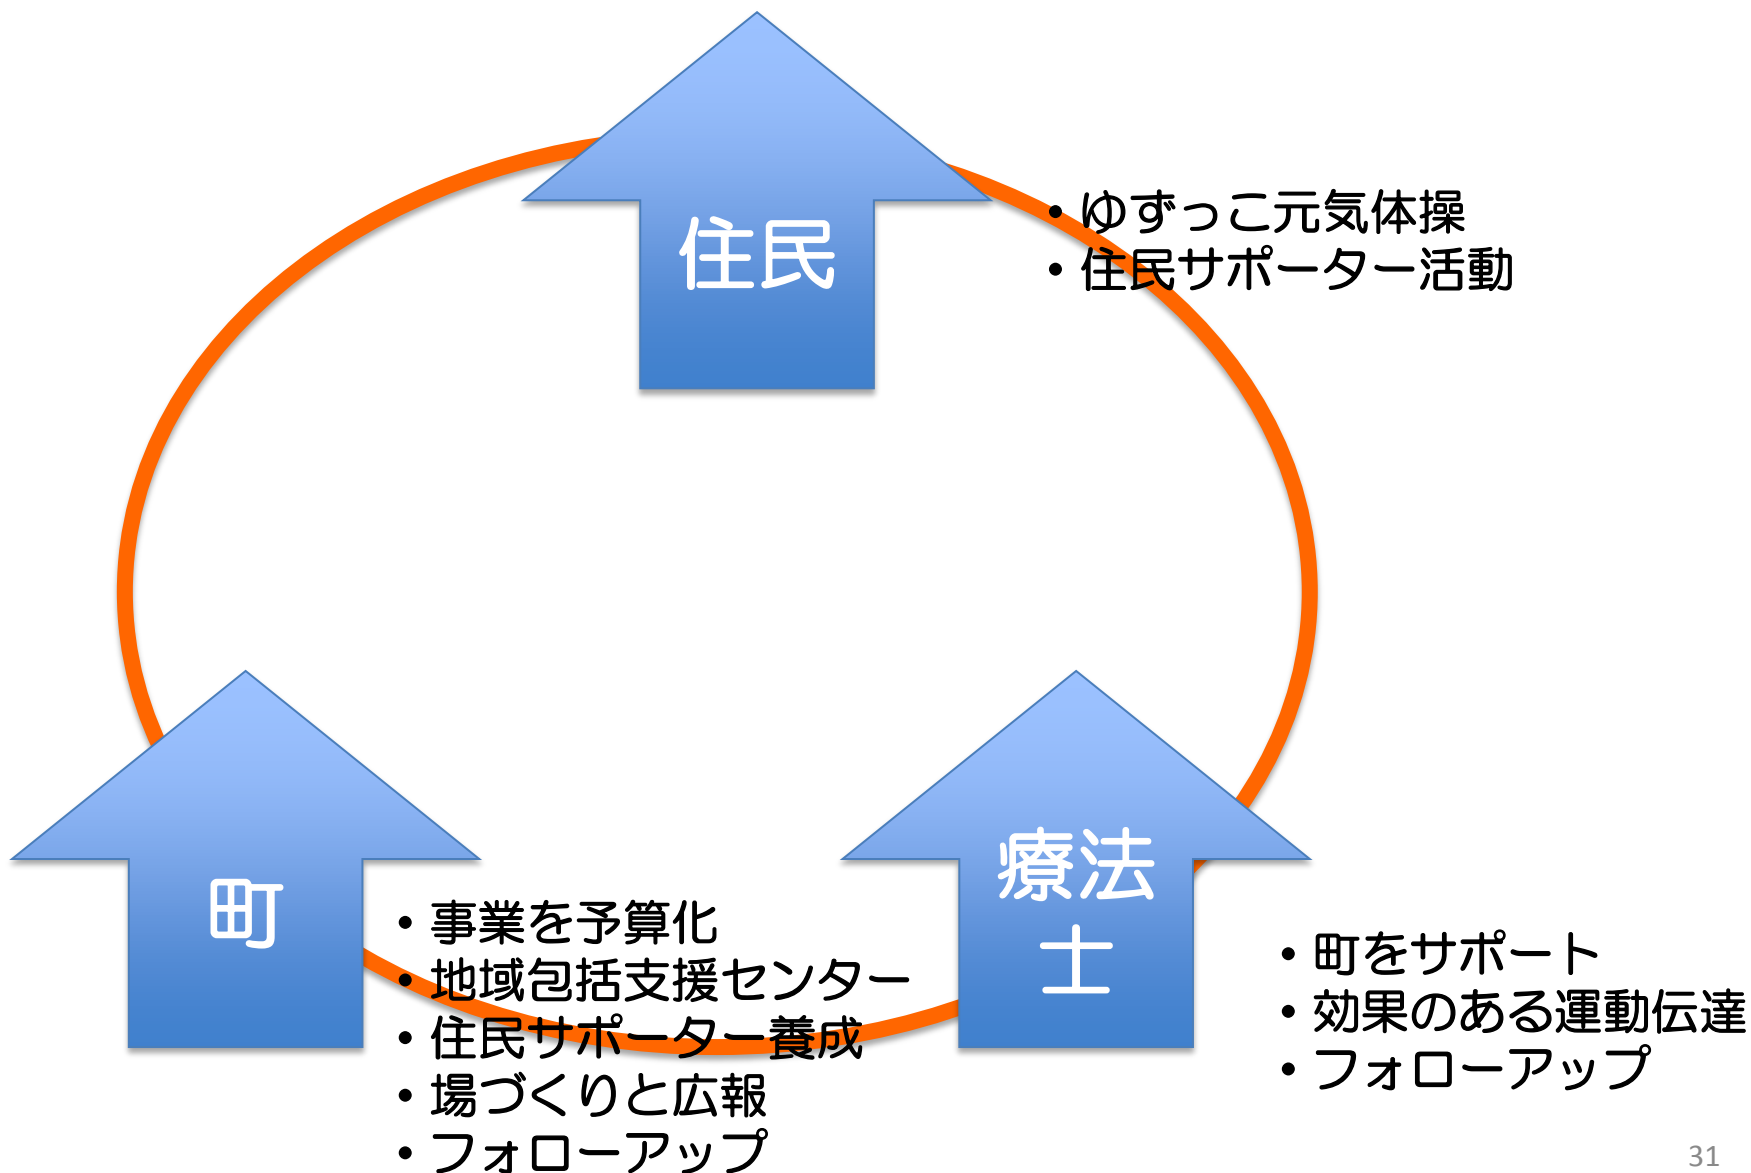 住民
・ゆずっこ元気体操
・住民サポーター活動
町
・事業を予算化
・地域包括支援センター
・住民サポーター養成
・場づくりと広報
・フォローアップ
療法
士
・町をサポート
・効果のある運動伝達
・フォローアップ
31